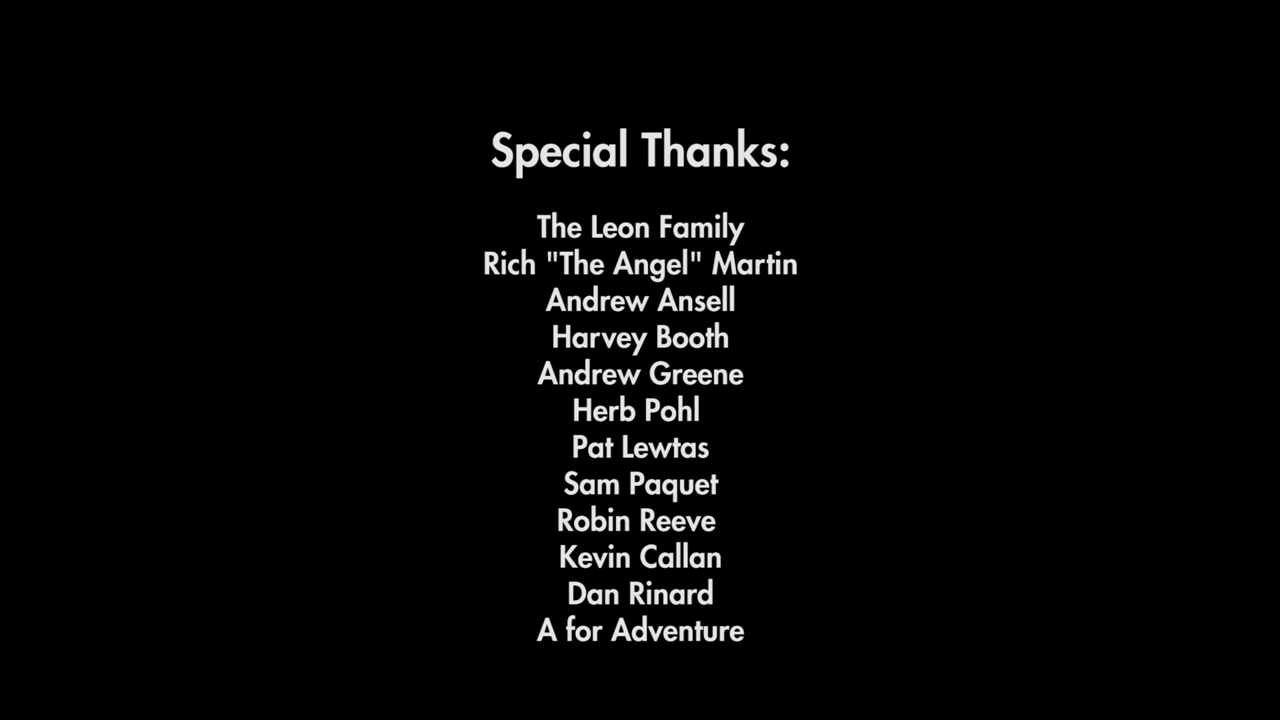 Special Thanks:
The Leon Family
Rich "The Angel" Martin
Andrew Ansell
Harvey Booth
Andrew Greene
Herb Pohl
Pat Lewtas
Sam Paquet
Robin Reeve
Kevin Callan
Dan Rinard
A for Adventure